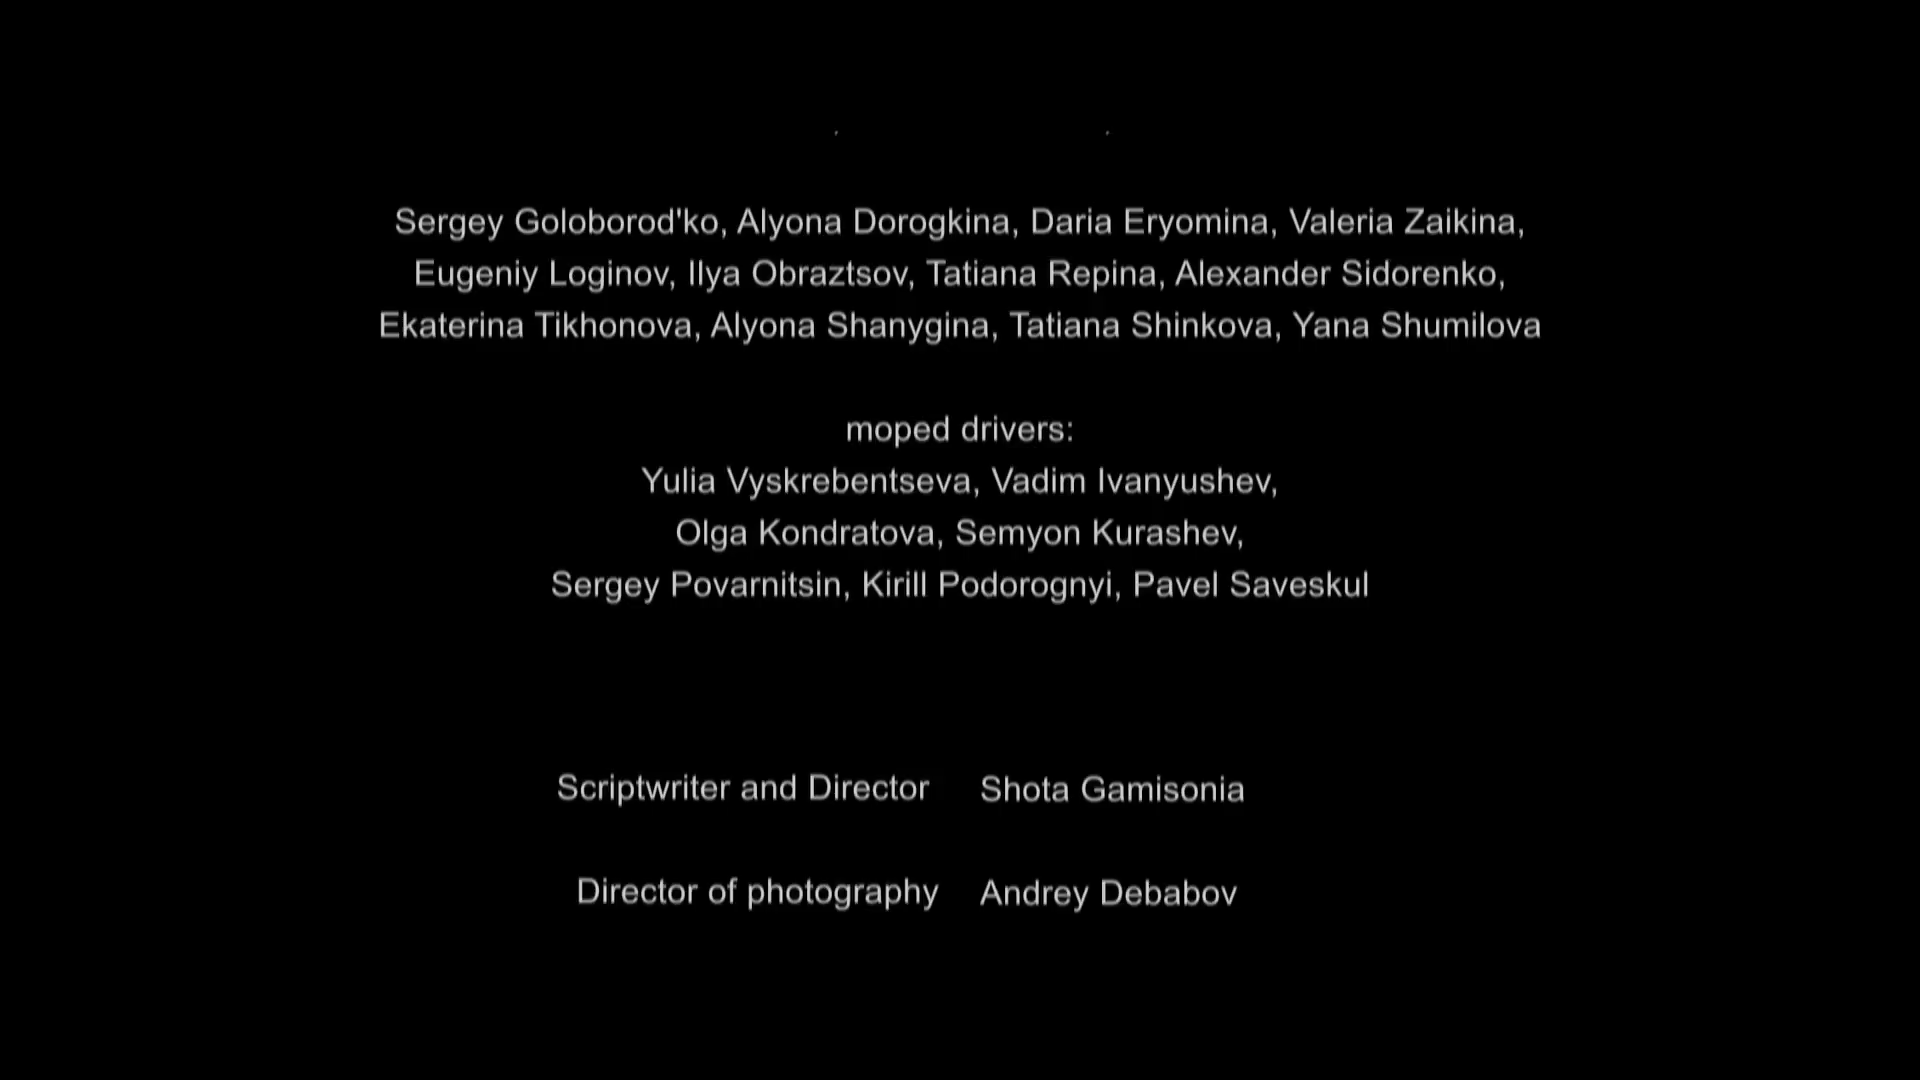 Sergey Goloborod'ko, Alyona Dorogkina, Daria Eryomina, Valeria Zaikina,
Eugeniy Loginov, Ilya Obraztsov, Tatiana Repina, Alexander Sidorenko,
Ekaterina Tikhonova, Alyona Shanygina, Tatiana Shinkova, Yana Shumilova
moped drivers:
Yulia Vyskrebentseva, Vadim Ivanyushev,
Olga Kondratova, Semyon Kurashev,
Sergey Povarnitsin, Kirill Podorognyi, Pavel Saveskul
Scriptwriter and Director Shota Gamisonia
Director of photography Andrey Debabov